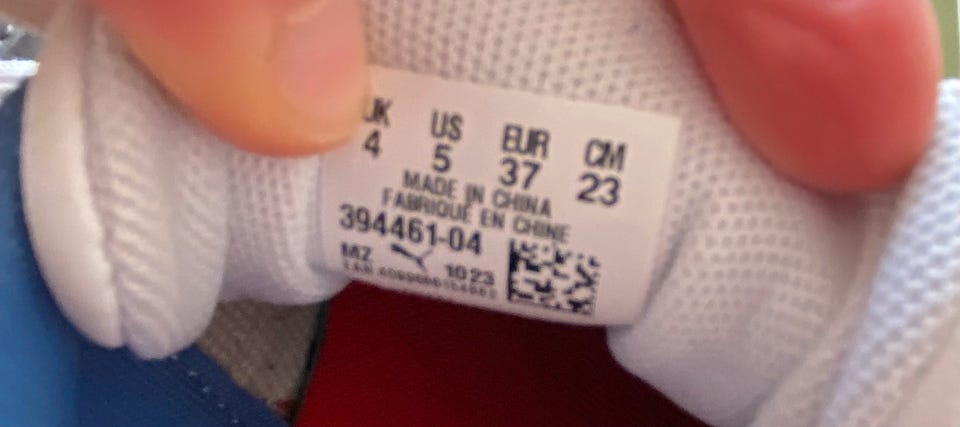 UK US EUR CM
4 5 37 23
MADE IN CHINA
FABRIQUÉ EN CHINE
394461-04
MZ 1023